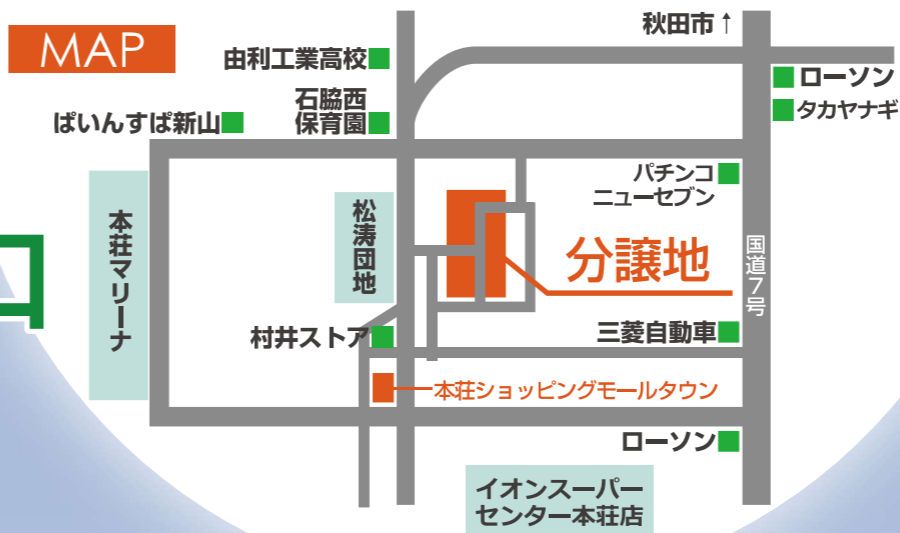 MAP
秋田市↑
由利工業高校
ローソン
石脇西
保育園
タカヤナギ
ぱいんすぱ新山
パチンコ
ニューセブン
松涛団地
本荘マリーナ
分譲地
国道7号
村井ストア
三菱自動車
本荘ショッピングモールタウン
ローソン
イオンスーパー
センター本荘店